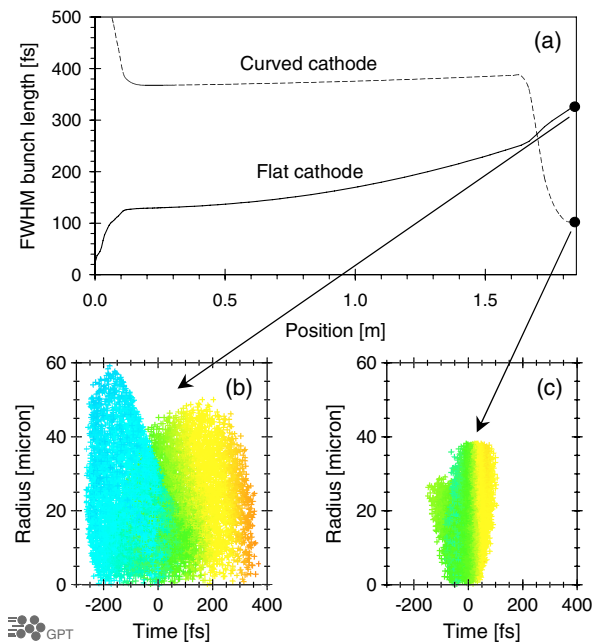 500
(a)
Curved cathode
400
300
Flat cathode
200
100
0
FWHM bunch length [fs]
0.0 0.5 1.0 1.5
Position [m]
60
(b)
40
20
0
Radius [micron]
-200 0 200 400
Time [fs]
60
(c)
40
20
0
Radius [micron]
-200 0 200 400
Time [fs]
GPT